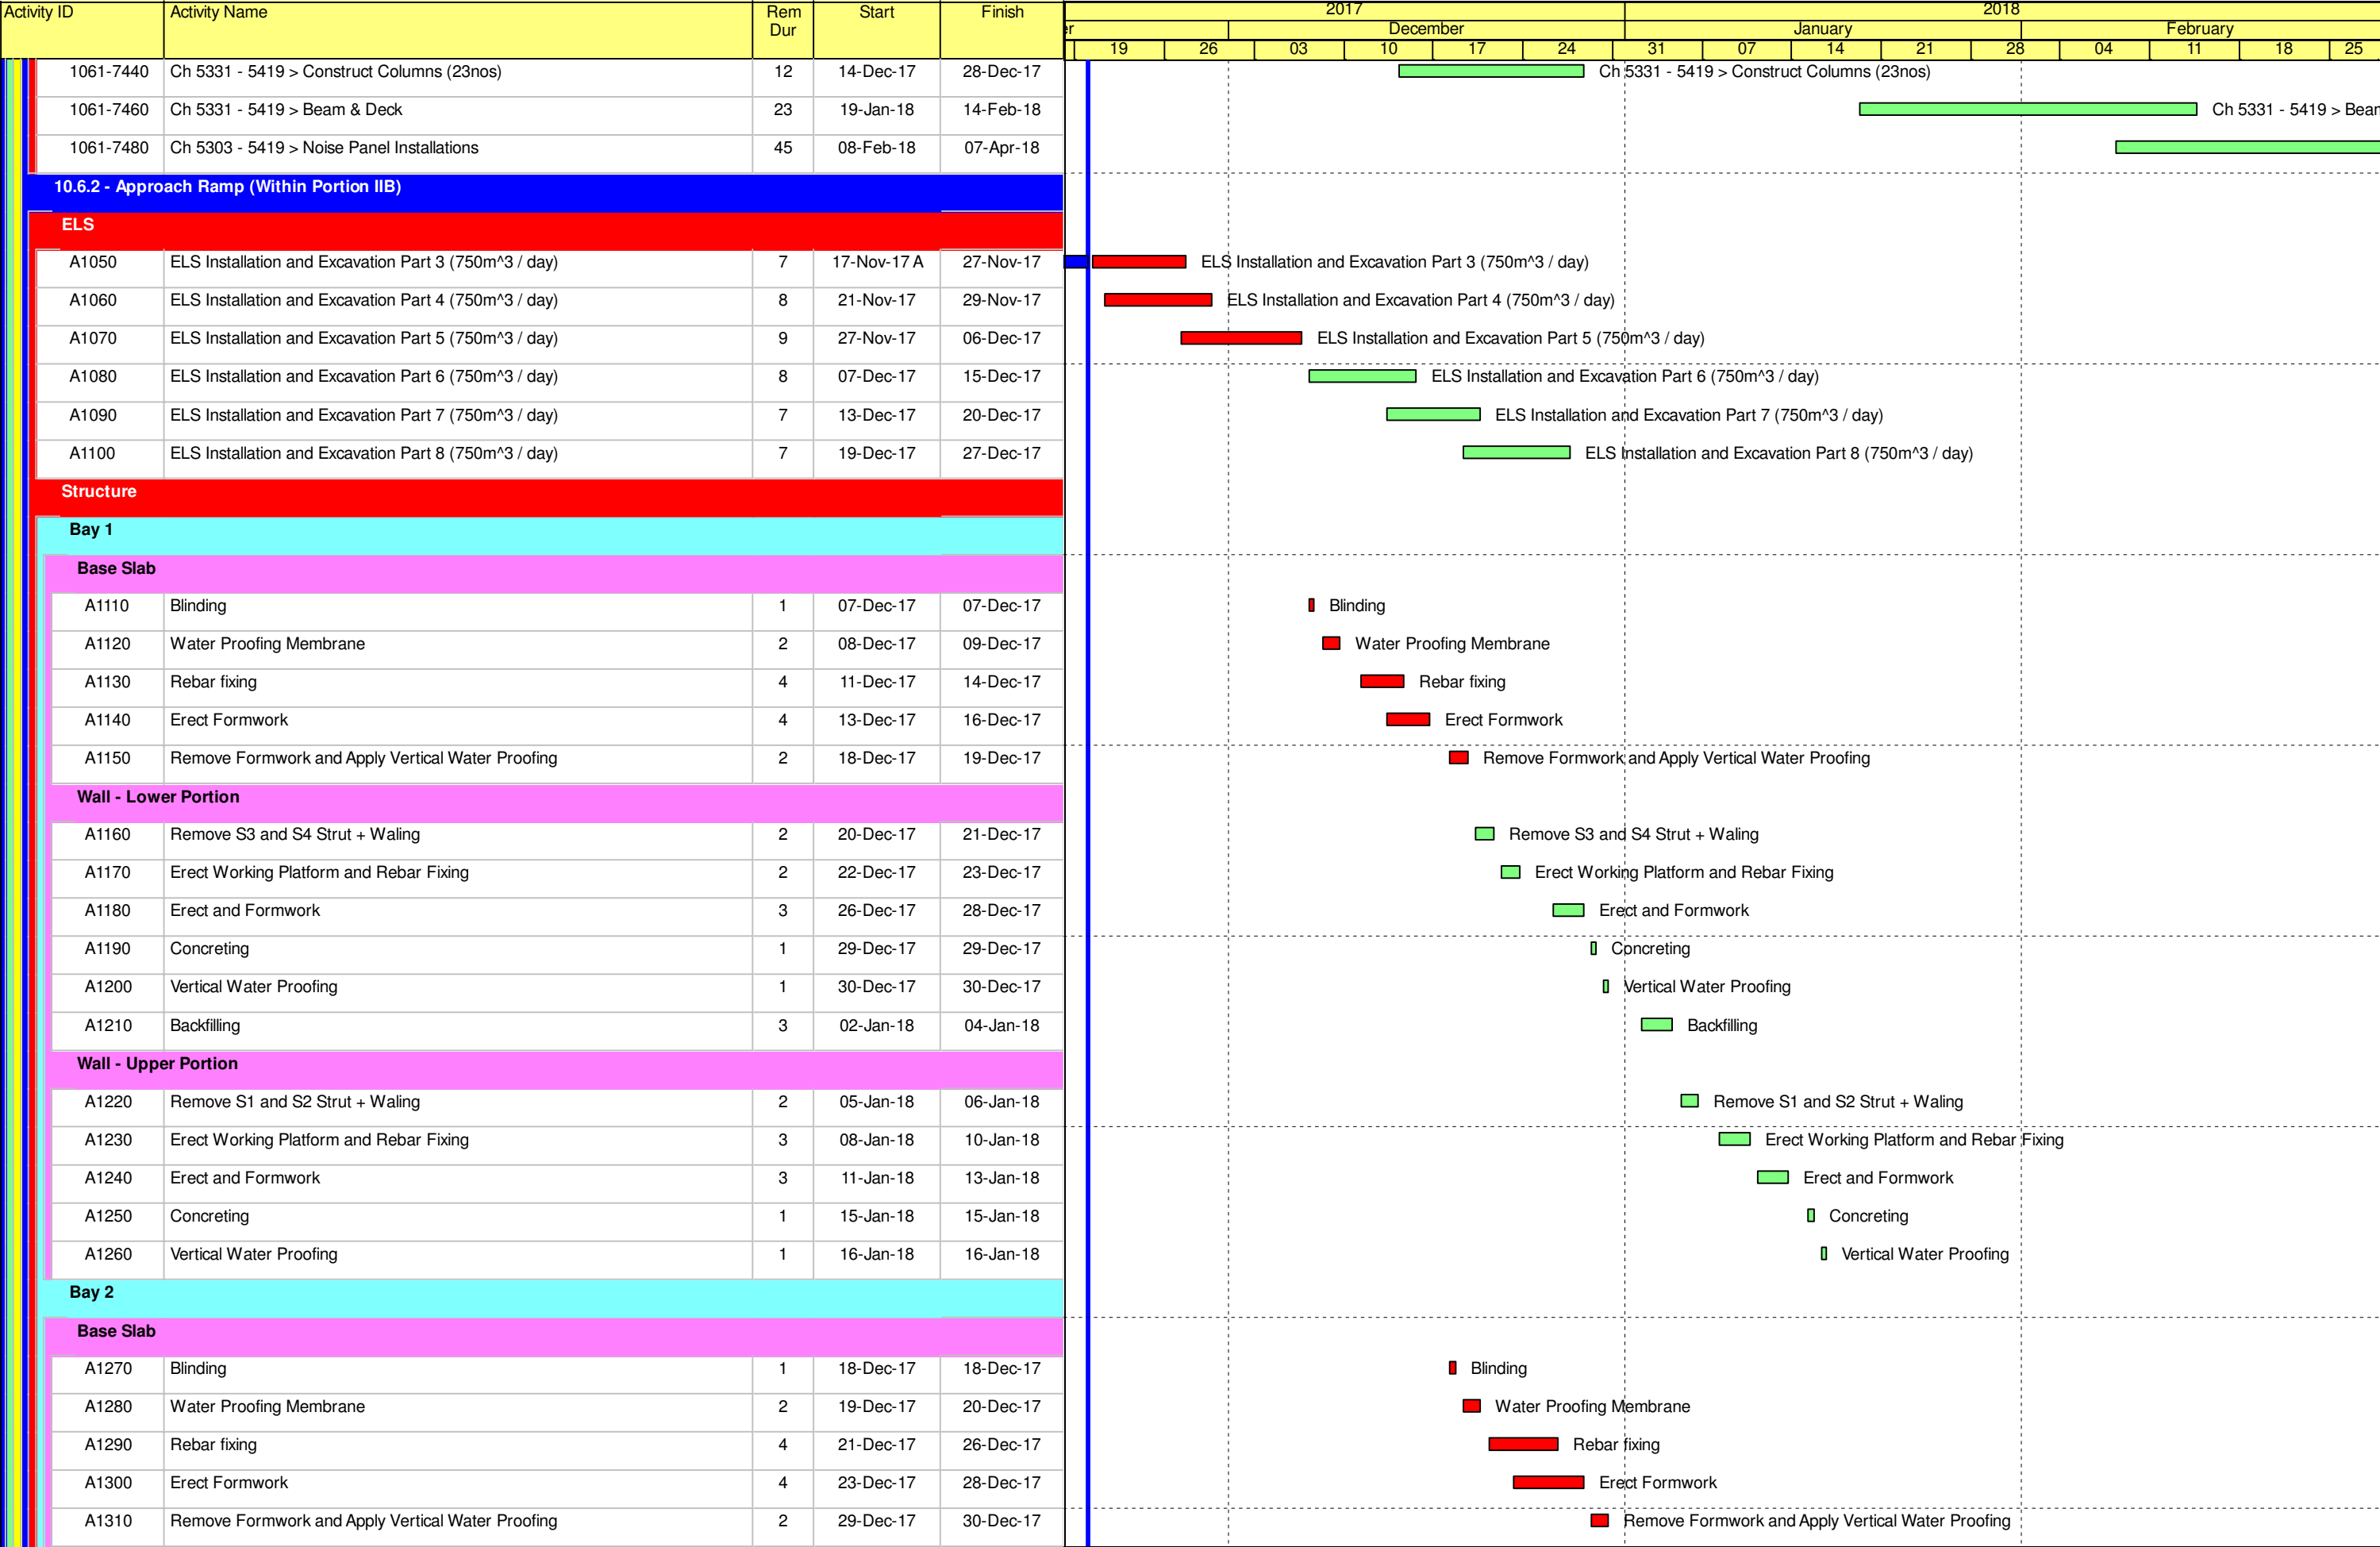 Activity ID Activity Name Rem Dur Start Finish 2017 2018
er December January February
19 26 03 10 17 24 31 07 14 21 28 04 11 18 25
1061-7440 Ch 5331 - 5419 > Construct Columns (23nos) 12 14-Dec-17 28-Dec-17 Ch 5331 - 5419 > Construct Columns (23nos)
1061-7460 Ch 5331 - 5419 > Beam & Deck 23 19-Jan-18 14-Feb-18 Ch 5331 - 5419 > Bear
1061-7480 Ch 5303 - 5419 > Noise Panel Installations 45 08-Feb-18 07-Apr-18
10.6.2 - Approach Ramp (Within Portion IIB)
ELS
A1050 ELS Installation and Excavation Part 3 (750m^3 / day) 7 17-Nov-17 A 27-Nov-17 ELS Installation and Excavation Part 3 (750m^3 / day)
A1060 ELS Installation and Excavation Part 4 (750m^3 / day) 8 21-Nov-17 29-Nov-17 ELS Installation and Excavation Part 4 (750m^3 / day)
A1070 ELS Installation and Excavation Part 5 (750m^3 / day) 9 27-Nov-17 06-Dec-17 ELS Installation and Excavation Part 5 (750m^3 / day)
A1080 ELS Installation and Excavation Part 6 (750m^3 / day) 8 07-Dec-17 15-Dec-17 ELS Installation and Excavation Part 6 (750m^3 / day)
A1090 ELS Installation and Excavation Part 7 (750m^3 / day) 7 13-Dec-17 20-Dec-17 ELS Installation and Excavation Part 7 (750m^3 / day)
A1100 ELS Installation and Excavation Part 8 (750m^3 / day) 7 19-Dec-17 27-Dec-17 ELS Installation and Excavation Part 8 (750m^3 / day)
Structure
Bay 1
Base Slab
A1110 Blinding 1 07-Dec-17 07-Dec-17 Blinding
A1120 Water Proofing Membrane 2 08-Dec-17 09-Dec-17 Water Proofing Membrane
A1130 Rebar fixing 4 11-Dec-17 14-Dec-17 Rebar fixing
A1140 Erect Formwork 4 13-Dec-17 16-Dec-17 Erect Formwork
A1150 Remove Formwork and Apply Vertical Water Proofing 2 18-Dec-17 19-Dec-17 Remove Formwork and Apply Vertical Water Proofing
Wall - Lower Portion
A1160 Remove S3 and S4 Strut + Waling 2 20-Dec-17 21-Dec-17 Remove S3 and S4 Strut + Waling
A1170 Erect Working Platform and Rebar Fixing 2 22-Dec-17 23-Dec-17 Erect Working Platform and Rebar Fixing
A1180 Erect and Formwork 3 26-Dec-17 28-Dec-17 Erect and Formwork
A1190 Concreting 1 29-Dec-17 29-Dec-17 Concreting
A1200 Vertical Water Proofing 1 30-Dec-17 30-Dec-17 Vertical Water Proofing
A1210 Backfilling 3 02-Jan-18 04-Jan-18 Backfilling
Wall - Upper Portion
A1220 Remove S1 and S2 Strut + Waling 2 05-Jan-18 06-Jan-18 Remove S1 and S2 Strut + Waling
A1230 Erect Working Platform and Rebar Fixing 3 08-Jan-18 10-Jan-18 Erect Working Platform and Rebar Fixing
A1240 Erect and Formwork 3 11-Jan-18 13-Jan-18 Erect and Formwork
A1250 Concreting 1 15-Jan-18 15-Jan-18 Concreting
A1260 Vertical Water Proofing 1 16-Jan-18 16-Jan-18 Vertical Water Proofing
Bay 2
Base Slab
A1270 Blinding 1 18-Dec-17 18-Dec-17 Blinding
A1280 Water Proofing Membrane 2 19-Dec-17 20-Dec-17 Water Proofing Membrane
A1290 Rebar fixing 4 21-Dec-17 26-Dec-17 Rebar fixing
A1300 Erect Formwork 4 23-Dec-17 28-Dec-17 Erect Formwork
A1310 Remove Formwork and Apply Vertical Water Proofing 2 29-Dec-17 30-Dec-17 Remove Formwork and Apply Vertical Water Proofing